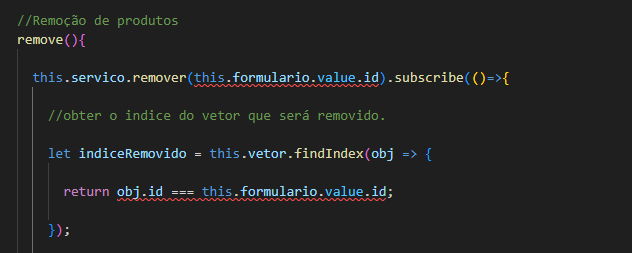 //Remoção de produtos
remove(){
this.servico.remover(this.formulario.value.id).subscribe(()=>{
//obter o indice do vetor que será removido.
let indiceRemovido = this.vetor.findIndex(obj => {
return obj.id === this.formulario.value.id;
});